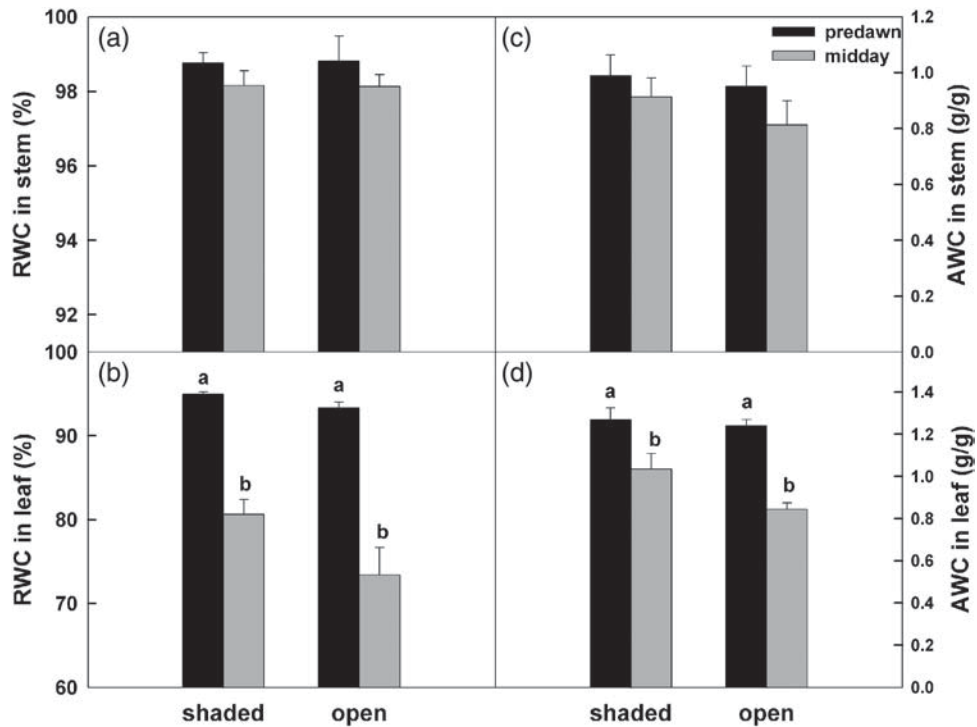 (a)
RWC in stem (%)
100
98
96
94
92
100
(c)
predawn
midday
1.2
1.0
0.8
0.6
0.4
0.2
0.0
AWC in stem (g/g)
(b)
RWC in leaf (%)
90
80
70
60
a
b
a
b
shaded
open
(d)
a
b
a
b
1.4
1.2
1.0
0.8
0.6
0.4
0.2
0.0
AWC in leaf (g/g)
shaded
open